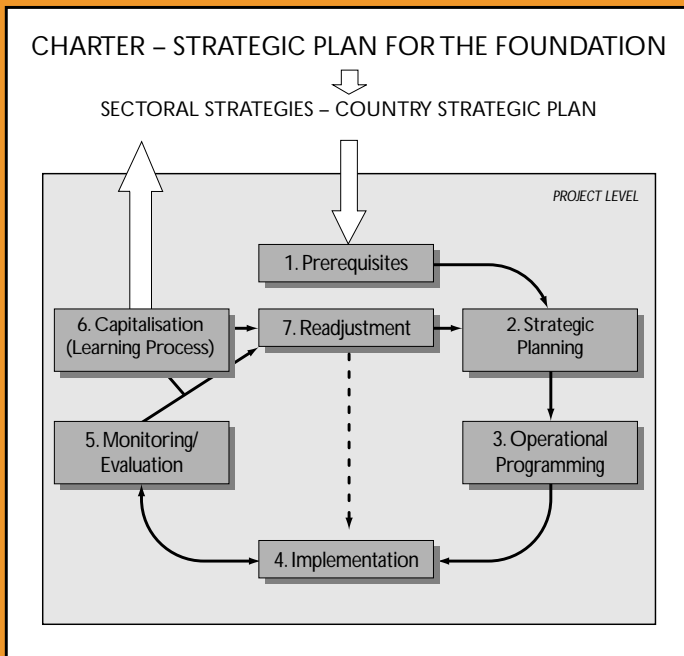 CHARTER – STRATEGIC PLAN FOR THE FOUNDATION
SECTORAL STRATEGIES – COUNTRY STRATEGIC PLAN
PROJECT LEVEL
1. Prerequisites
6. Capitalisation
(Learning Process)
7. Readjustment
2. Strategic
Planning
5. Monitoring/
Evaluation
3. Operational
Programming
4. Implementation